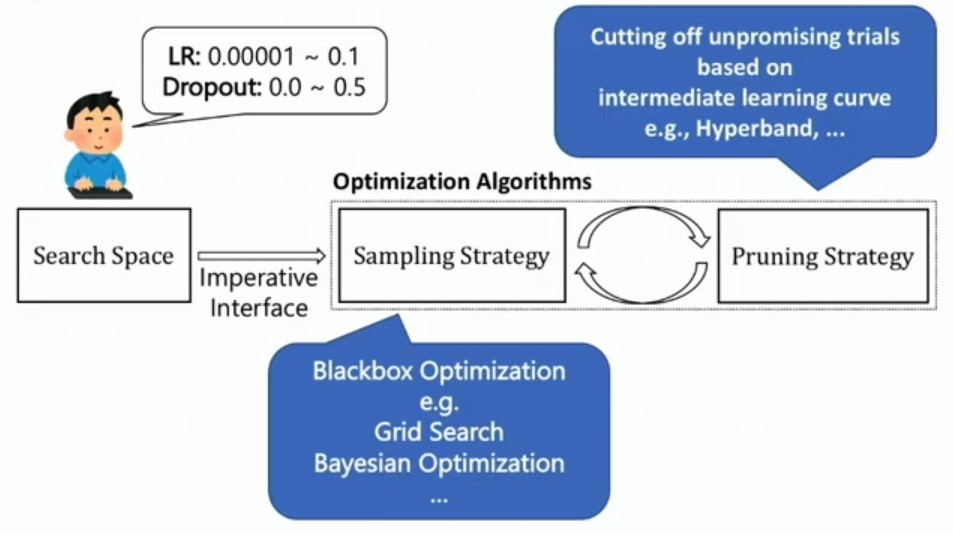 LR: 0.00001 ~ 0.1
Dropout: 0.0 ~ 0.5
Cutting off unpromising trials
based on
intermediate learning curve
e.g., Hyperband, ...
Optimization Algorithms
Search Space
Imperative
Interface
Sampling Strategy
Pruning Strategy
Blackbox Optimization
e.g.
Grid Search
Bayesian Optimization
...